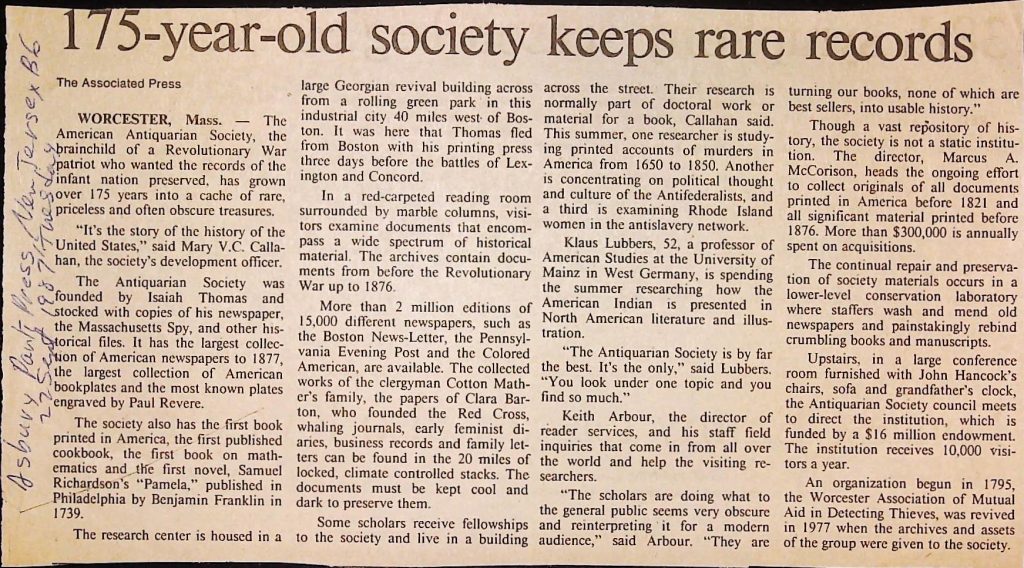 175-year-old society keeps rare records
The Associated Press
WORCESTER, Mass. — The
American Antiquarian Society, the
brainchild of a Revolutionary War
patriot who wanted the records of the
infant nation preserved, has grown
over 175 years into a cache of rare,
priceless and often obscure treasures.
"It's the story of the history of the
United States," said Mary V.C. Calla-
han, the society's development officer.
The Antiquarian Society was
founded by Isaiah Thomas and
stocked with copies of his newspaper,
the Massachusetts Spy, and other his-
torical files. It has the largest collec-
tion of American newspapers to 1877,
the largest collection of American
bookplates and the most known plates
engraved by Paul Revere.
The society also has the first book
printed in America, the first published
cookbook, the first book on math-
ematics and the first novel, Samuel
Richardson's "Pamela," published in
Philadelphia by Benjamin Franklin in
1739.
The research center is housed in a
large Georgian revival building across
from a rolling green park in this
industrial city 40 miles west of Bos-
ton. It was here that Thomas fled
from Boston with his printing press
three days before the battles of Lex-
ington and Concord.
In a red-carpeted reading room
surrounded by marble columns, visi-
tors examine documents that encom-
pass a wide spectrum of historical
material. The archives contain docu-
ments from before the Revolutionary
War up to 1876.
More than 2 million editions of
15,000 different newspapers, such as
the Boston News-Letter, the Pennsyl-
vania Evening Post and the Colored
American, are available. The collected
works of the clergyman Cotton Math-
er's family, the papers of Clara Bar-
ton, who founded the Red Cross,
whaling journals, early feminist di-
aries, business records and family let-
ters can be found in the 20 miles of
locked, climate controlled stacks. The
documents must be kept cool and
dark to preserve them.
Some scholars receive fellowships
to the society and live in a building
across the street. Their research is
normally part of doctoral work or
material for a book, Callahan said.
This summer, one researcher is study-
ing printed accounts of murders in
America from 1650 to 1850. Another
is concentrating on political thought
and culture of the Antifederalists, and
a third is examining Rhode Island
women in the antislavery network.
Klaus Lubbers, 52, a professor of
American Studies at the University of
Mainz in West Germany, is spending
the summer researching how the
American Indian is presented in
North American literature and illus-
tration.
"The Antiquarian Society is by far
the best. It's the only," said Lubbers.
"You look under one topic and you
find so much."
Keith Arbour, the director of
reader services, and his staff field
inquiries that come in from all over
the world and help the visiting re-
searchers.
"The scholars are doing what to
the general public seems very obscure
and reinterpreting it for a modern
audience," said Arbour. "They are
turning our books, none of which are
best sellers, into usable history."
Though a vast repository of his-
tory, the society is not a static institu-
tion. The director, Marcus A.
McCorison, heads the ongoing effort
to collect originals of all documents
printed in America before 1821 and
all significant material printed before
1876. More than $300,000 is annually
spent on acquisitions.
The continual repair and preserva-
tion of society materials occurs in a
lower-level conservation laboratory
where staffers wash and mend old
newspapers and painstakingly rebind
crumbling books and manuscripts.
Upstairs, in a large conference
room furnished with John Hancock's
chairs, sofa and grandfather's clock,
the Antiquarian Society council meets
to direct the institution, which is
funded by a $16 million endowment.
The institution receives 10,000 visi-
tors a year.
An organization begun in 1795,
the Worcester Association of Mutual
Aid in Detecting Thieves, was revived
in 1977 when the archives and assets
of the group were given to the society.
Asbury Park Press/New Jersey B6
22 Sept 1987/Tuesday